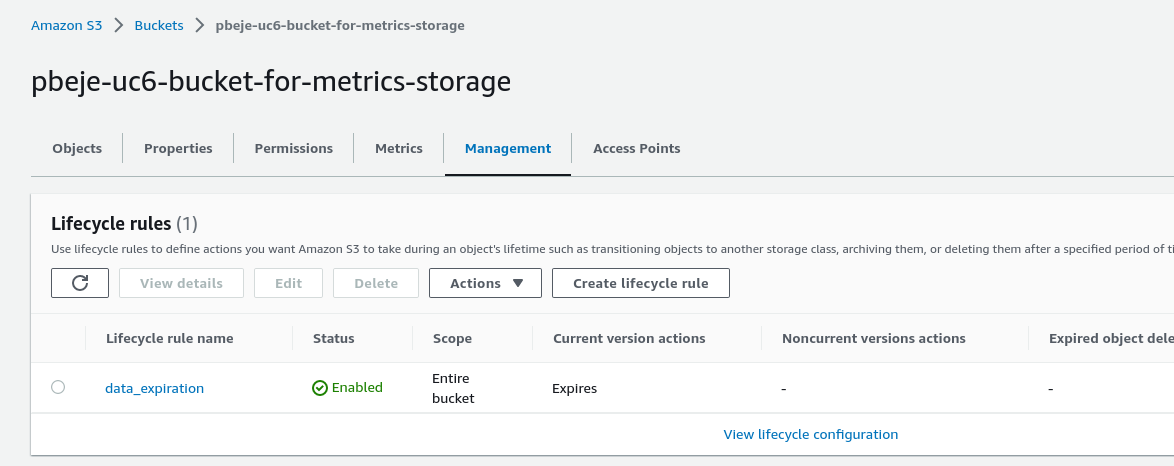 Amazon S3 > Buckets > pbeje-uc6-bucket-for-metrics-storage
pbeje-uc6-bucket-for-metrics-storage
Objects Properties Permissions Metrics Management Access Points
Lifecycle rules (1)
Use lifecycle rules to define actions you want Amazon S3 to take during an object's lifetime such as transitioning objects to another storage class, archiving them, or deleting them after a specified period of
View details Edit Delete Actions ▼ Create lifecycle rule
Lifecycle rule name Status Scope Current version actions Noncurrent versions actions Expired object
data_expiration Enabled Entire bucket Expires - -
View lifecycle configuration